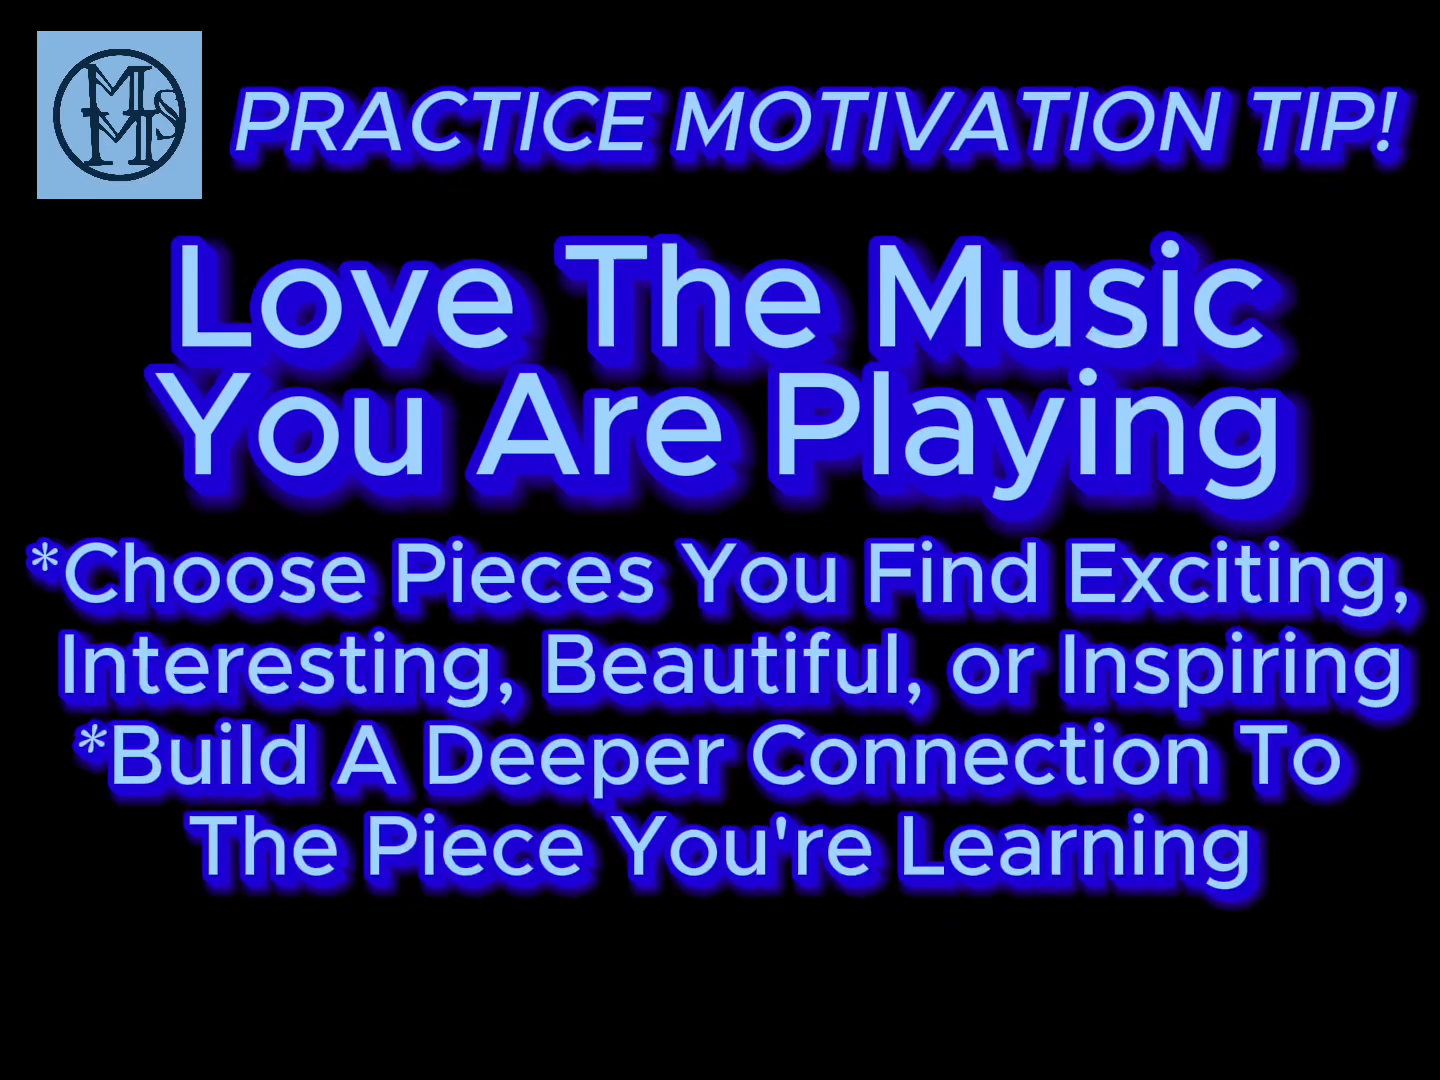 MMS
PRACTICE MOTIVATION TIP!
Love The Music
You Are Playing
*Choose Pieces You Find Exciting,
Interesting, Beautiful, or Inspiring
*Build A Deeper Connection To
The Piece You're Learning